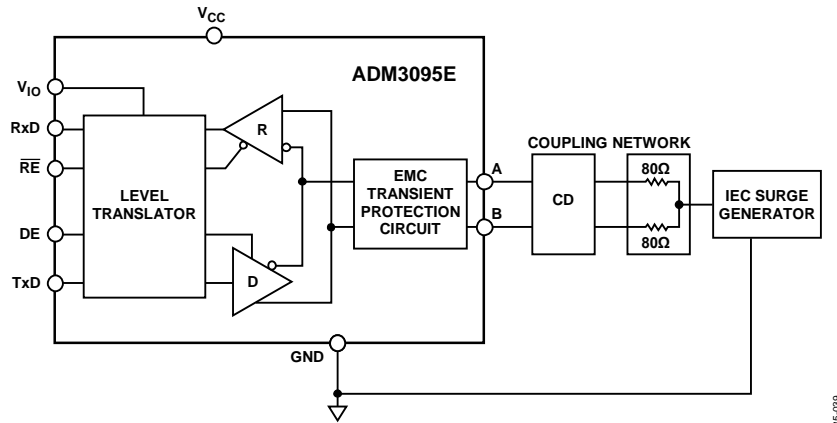 VCC
ADM3095E
VIO
RxD
RE
DE
TxD
LEVEL
TRANSLATOR
R
D
EMC
TRANSIENT
PROTECTION
CIRCUIT
A
B
COUPLING NETWORK
CD
80Ω
80Ω
IEC SURGE
GENERATOR
GND